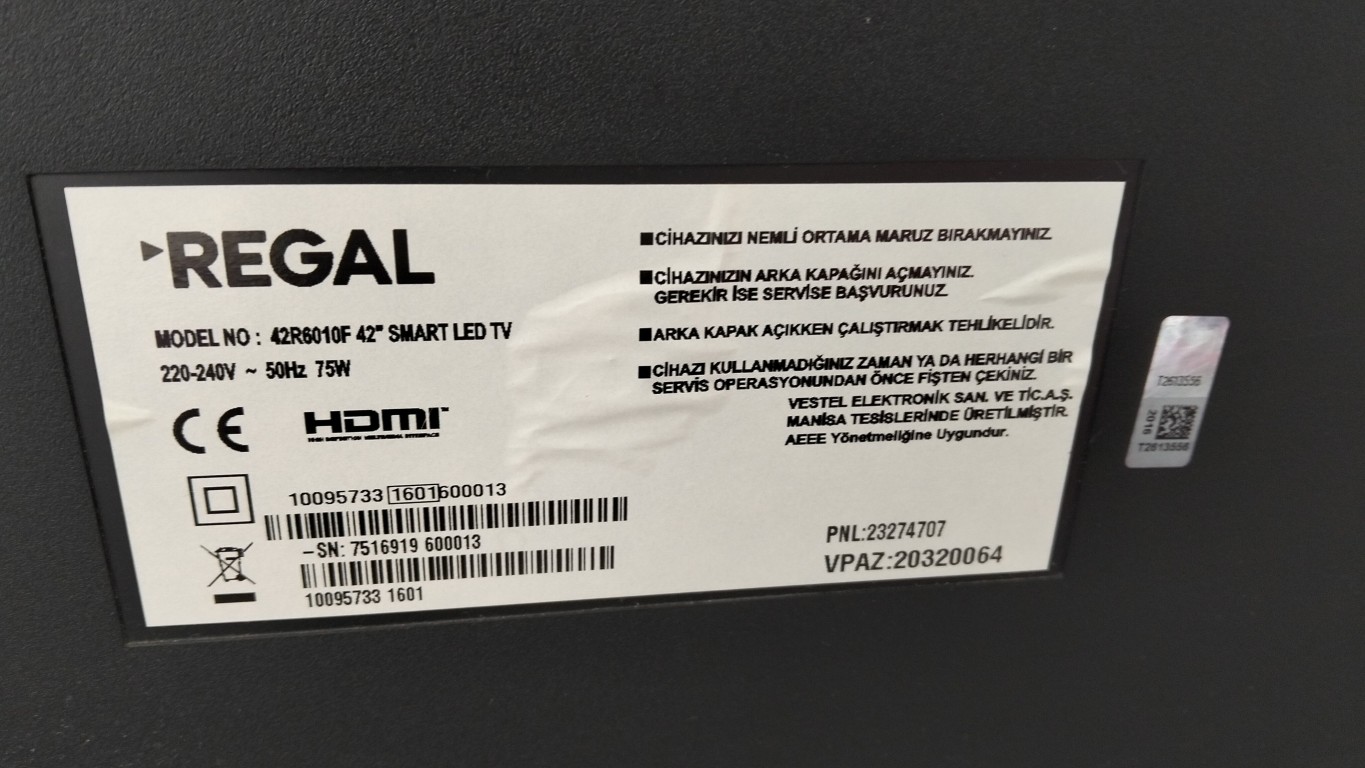 REGAL
MODEL NO : 42R6010F 42" SMART LED TV
220-240V ~ 50Hz 75W
CE HDMI
HIGH DEFINITION MULTIMEDIA INTERFACE
10095733 1601 600013
–SN: 7516919 600013
10095733 1601
■CİHAZINIZI NEMLİ ORTAMA MARUZ BIRAKMAYINIZ
■CİHAZINIZIN ARKA KAPAĞINI AÇMAYINIZ.
GEREKİR İSE SERVİSE BAŞVURUNUZ.
■ARKA KAPAK AÇIKKEN ÇALIŞTIRMAK TEHLİKELİDİR.
■CİHAZI KULLANMADIĞINIZ ZAMAN YA DA HERHANGİ BİR
SERVİS OPERASYONUNDAN ÖNCE FİŞTEN ÇEKİNİZ.
VESTEL ELEKTRONİK SAN. VE TİC.A.Ş.
MANİSA TESİSLERİNDE ÜRETİLMİŞTİR.
AEEE Yönetmeliğine Uygundur.
PNL:23274707
VPAZ:20320064
T2613556
2016
T2613556